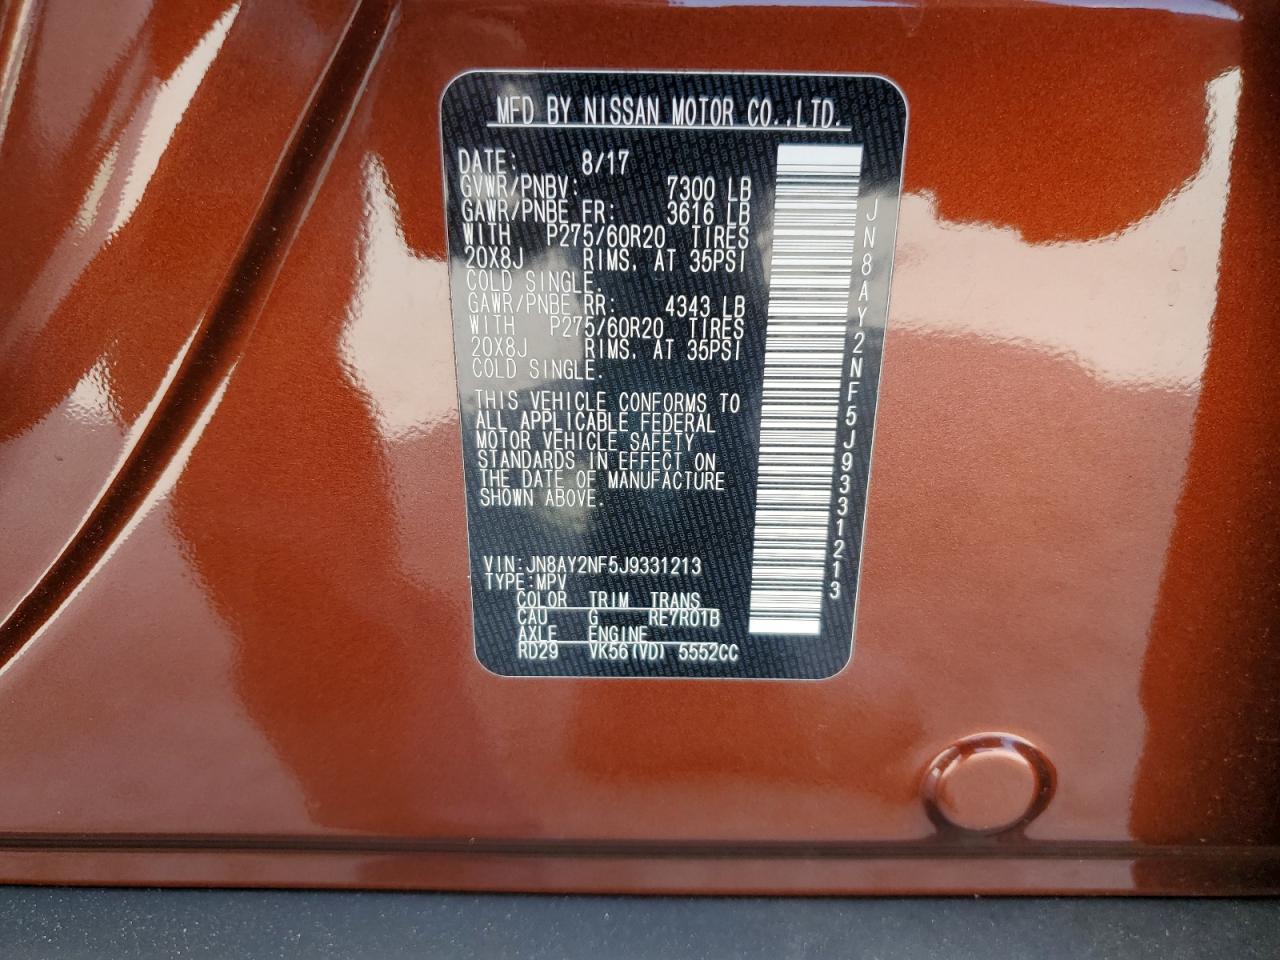 MFD BY NISSAN MOTOR CO.,LTD.
DATE: 8/17
GVWR/PNBV: 7300 LB
GAWR/PNBE FR: 3616 LB
WITH P275/60R20 TIRES
20X8J RIMS, AT 35PSI
COLD SINGLE.
GAWR/PNBE RR: 4343 LB
WITH P275/60R20 TIRES
20X8J RIMS, AT 35PSI
COLD SINGLE.
THIS VEHICLE CONFORMS TO
ALL APPLICABLE FEDERAL
MOTOR VEHICLE SAFETY
STANDARDS IN EFFECT ON
THE DATE OF MANUFACTURE
SHOWN ABOVE.
VIN:JN8AY2NF5J9331213
TYPE:MPV
COLOR TRIM TRANS
CAU G RE7R01B
AXLE ENGINE
RD29 VK56(VD) 5552CC
JN8AY2NF5J9331213